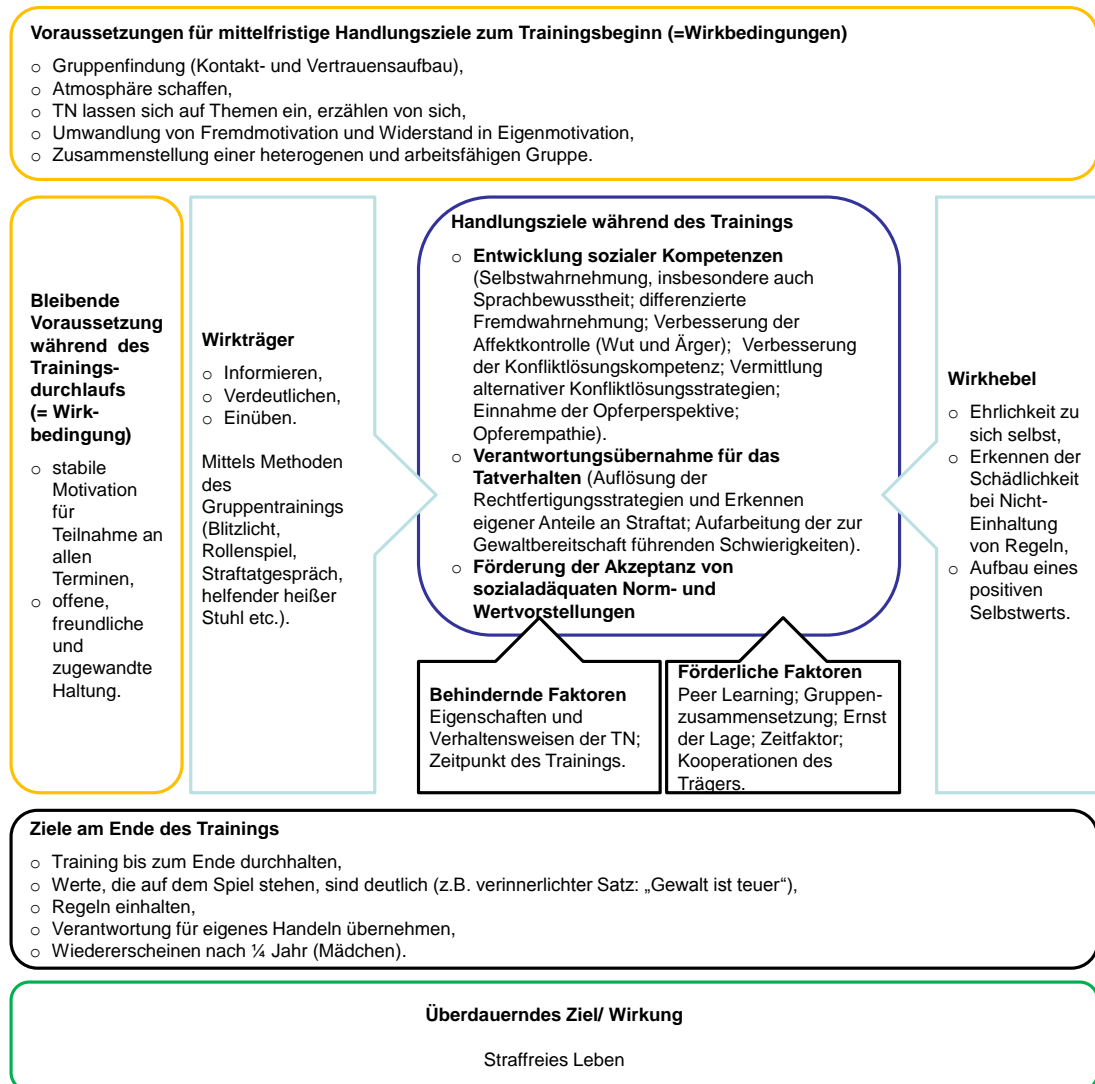 Voraussetzungen für mittelfristige Handlungsziele zum Trainingsbeginn (=Wirkbedingungen)
○ Gruppenfindung (Kontakt- und Vertrauensaufbau),
○ Atmosphäre schaffen,
○ TN lassen sich auf Themen ein, erzählen von sich,
○ Umwandlung von Fremdmotivation und Widerstand in Eigenmotivation,
○ Zusammenstellung einer heterogenen und arbeitsfähigen Gruppe.
Bleibende
Voraussetzung
während des
Trainings-
durchlaufs
(= Wirk-
bedingung)
○ stabile
Motivation
für
Teilnahme an
allen
Terminen,
○ offene,
freundliche
und
zugewandte
Haltung.
Wirkträger
○ Informieren,
○ Verdeutlichen,
○ Einüben.
Mittels Methoden
des
Gruppentrainings
(Blitzlicht,
Rollenspiel,
Straftatgespräch,
helfender heißer
Stuhl etc.).
Handlungsziele während des Trainings
○ Entwicklung sozialer Kompetenzen
(Selbstwahrnehmung, insbesondere auch
Sprachbewusstheit; differenzierte
Fremdwahrnehmung; Verbesserung der
Affektkontrolle (Wut und Ärger); Verbesserung
der Konfliktlösungskompetenz; Vermittlung
alternativer Konfliktlösungsstrategien;
Einnahme der Opferperspektive;
Opferempathie).
○ Verantwortungsübernahme für das
Tatverhalten (Auflösung der
Rechtfertigungsstrategien und Erkennen
eigener Anteile an Straftat; Aufarbeitung der zur
Gewaltbereitschaft führenden Schwierigkeiten).
○ Förderung der Akzeptanz von
sozialadäquaten Norm- und
Wertvorstellungen
Behindernde Faktoren
Eigenschaften und
Verhaltensweisen der TN;
Zeitpunkt des Trainings.
Förderliche Faktoren
Peer Learning; Gruppen-
zusammensetzung; Ernst
der Lage; Zeitfaktor;
Kooperationen des
Trägers.
Wirkhebel
○ Ehrlichkeit zu
sich selbst,
○ Erkennen der
Schädlichkeit
bei Nicht-
Einhaltung
von Regeln,
○ Aufbau eines
positiven
Selbstwerts.
Ziele am Ende des Trainings
○ Training bis zum Ende durchhalten,
○ Werte, die auf dem Spiel stehen, sind deutlich (z.B. verinnerlichter Satz: „Gewalt ist teuer“),
○ Regeln einhalten,
○ Verantwortung für eigenes Handeln übernehmen,
○ Wiedererscheinen nach ¼ Jahr (Mädchen).
Überdauerndes Ziel/ Wirkung
Straffreies Leben